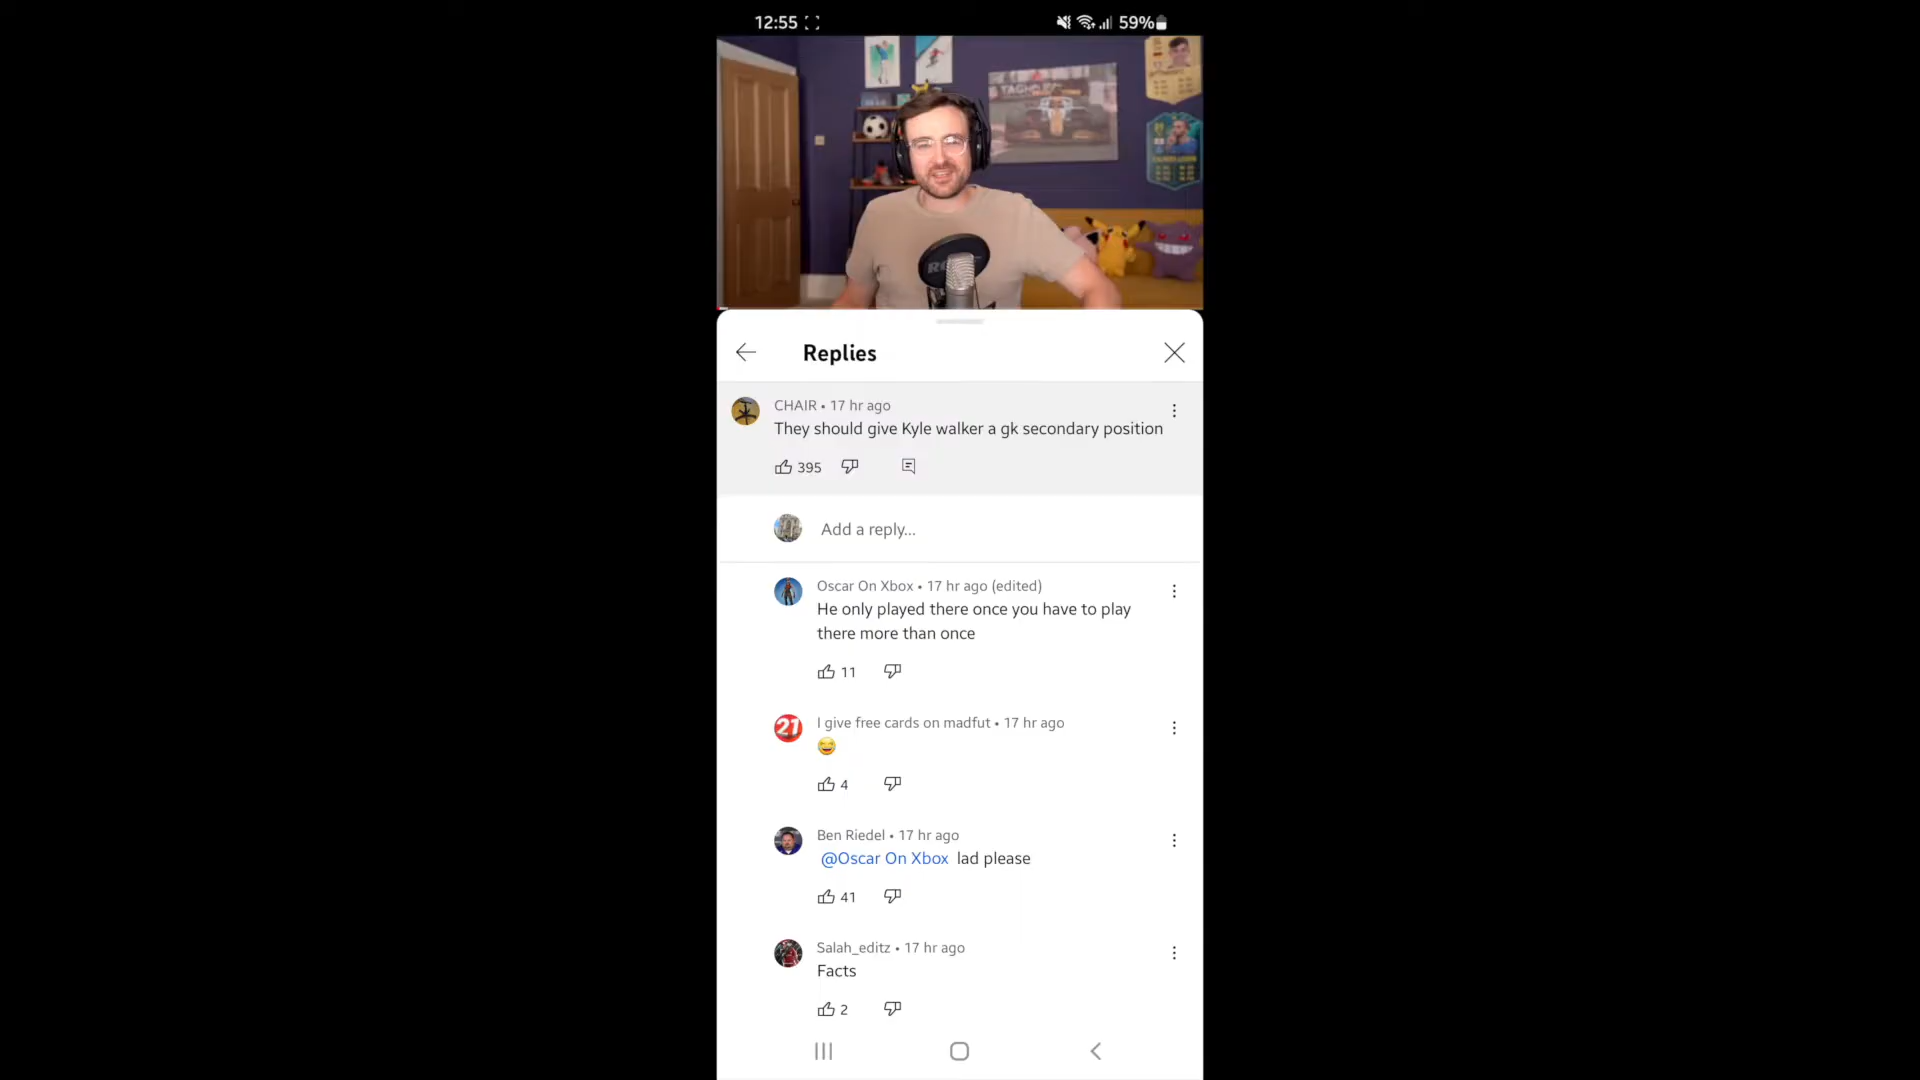 12:55
59%
TAGHEUER
Replies
CHAIR • 17 hr ago
They should give Kyle walker a gk secondary position
395
Add a reply...
Oscar On Xbox • 17 hr ago (edited)
He only played there once you have to play
there more than once
11
21
I give free cards on madfut • 17 hr ago
😂
4
Ben Riedel • 17 hr ago
@Oscar On Xbox lad please
41
Salah_editz • 17 hr ago
Facts
2